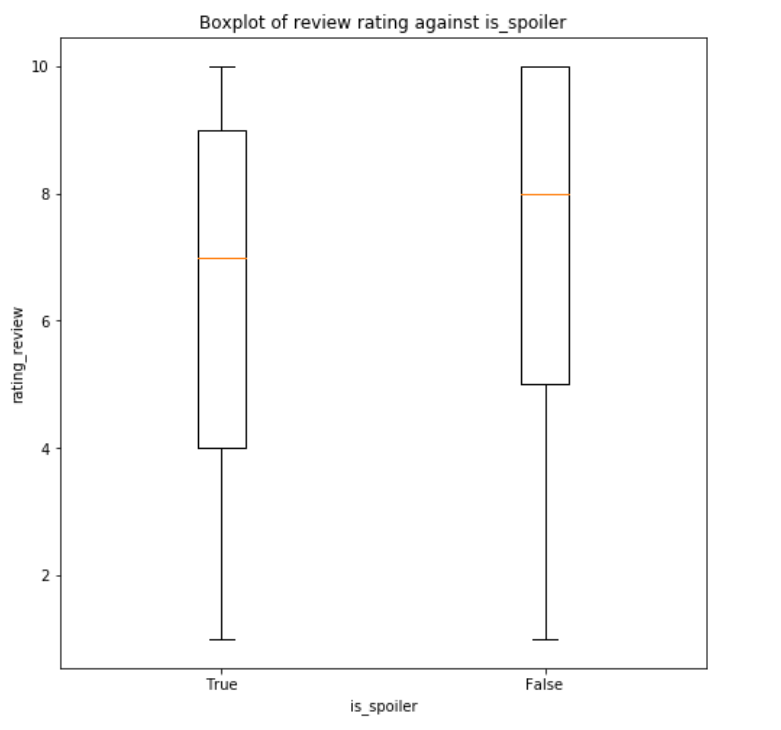 Boxplot of review rating against is_spoiler
10
8
6
4
2
rating_review
True False
is_spoiler